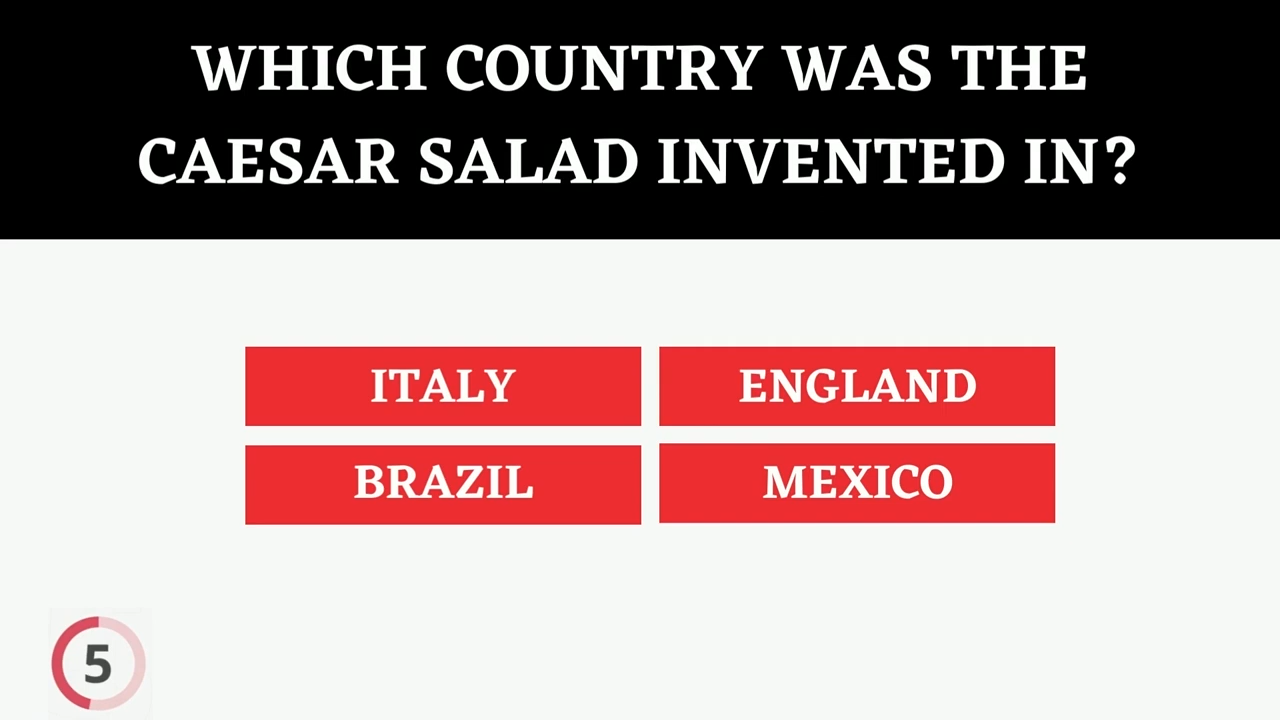 WHICH COUNTRY WAS THE
CAESAR SALAD INVENTED IN?
ITALY
ENGLAND
BRAZIL
MEXICO
5